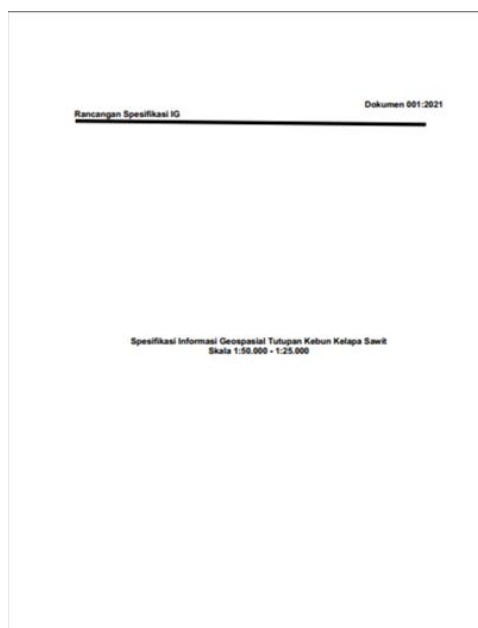 Dokumen 001:2021
Rancangan Spesifikasi IG
Spesifikasi Informasi Geospasial Tutupan Kebun Kelapa Sawit
Skala 1:50.000 - 1:25.000